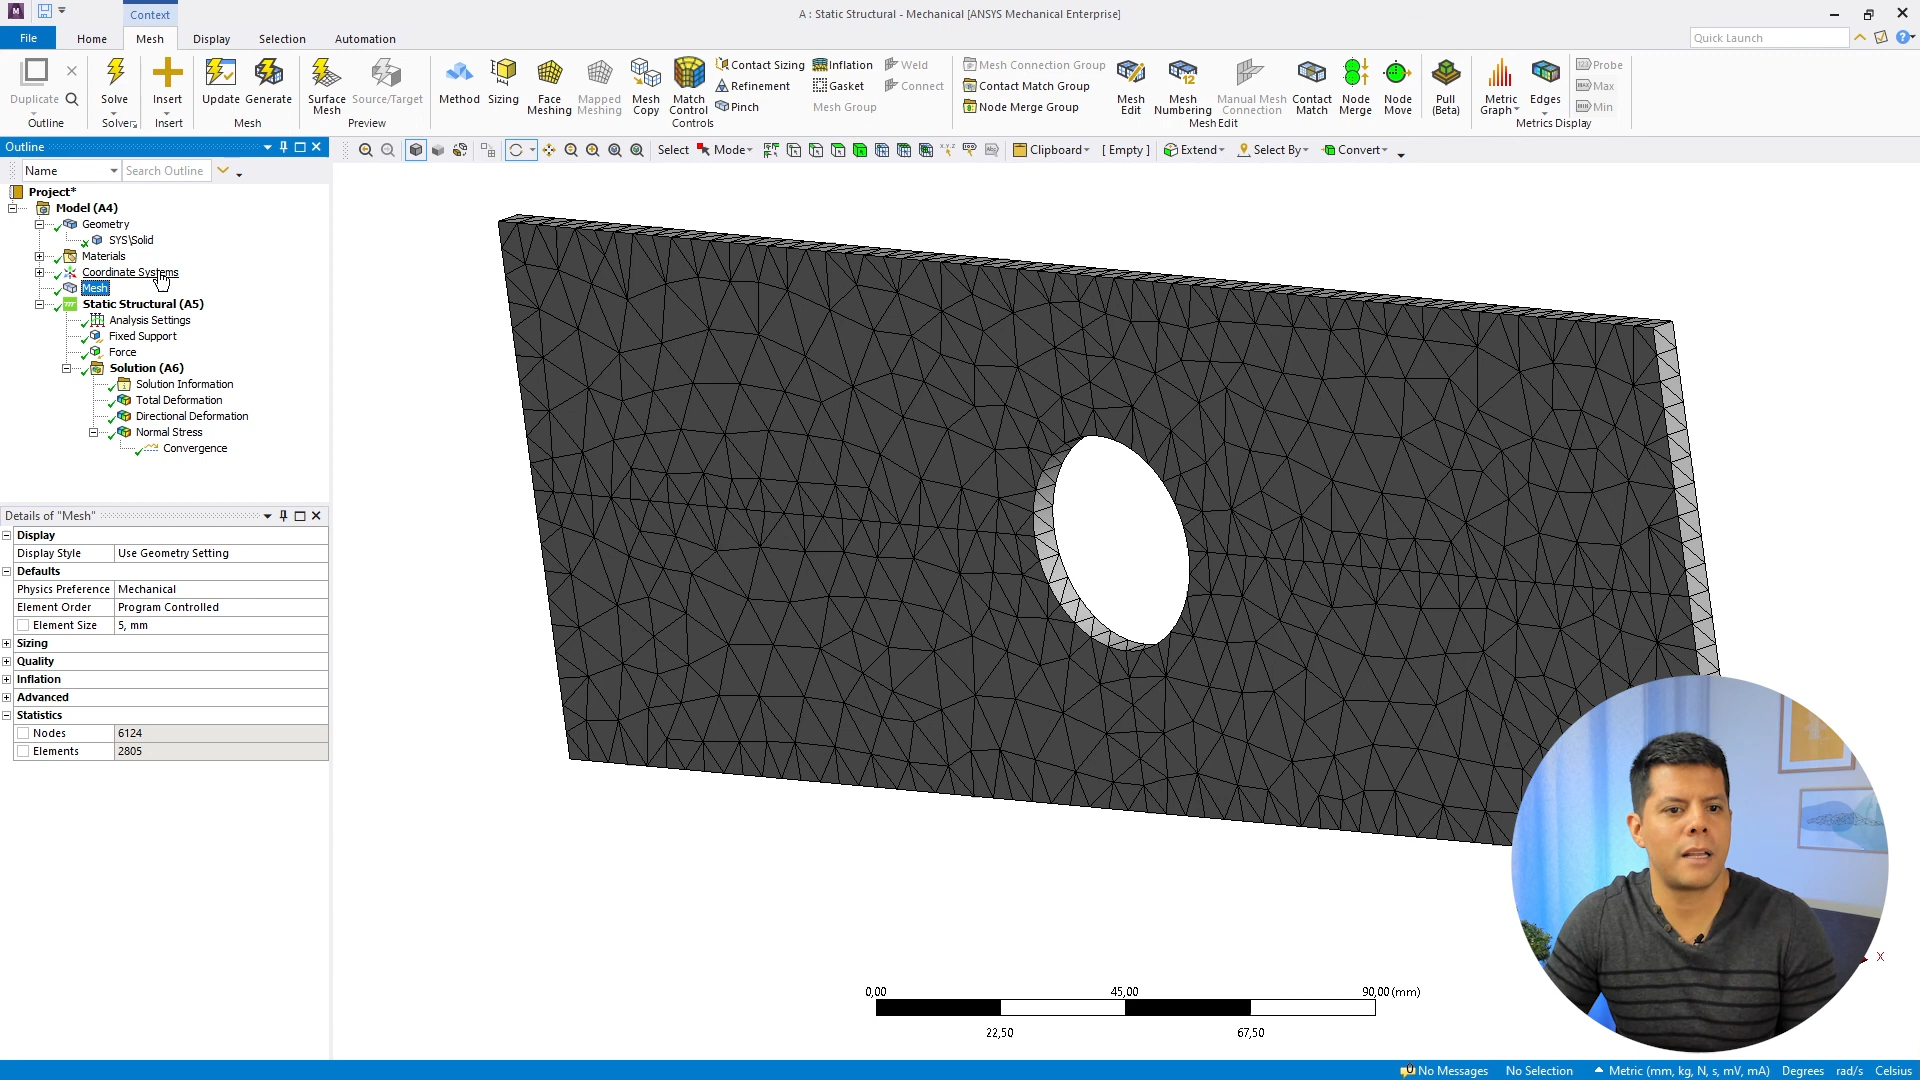 Context
A : Static Structural - Mechanical [ANSYS Mechanical Enterprise]
File
Home
Mesh
Display
Selection
Automation
Quick Launch
Duplicate
Outline
Solve
Solver
Insert
Insert
Update
Generate
Mesh
Surface Mesh
Source/Target
Preview
Method
Sizing
Face Meshing
Mapped Meshing
Mesh Copy
Match Control
Contact Sizing
Refinement
Pinch
Inflation
Gasket
Mesh Group
Weld
Connect
Controls
Mesh Connection Group
Contact Match Group
Node Merge Group
Mesh Edit
Mesh Numbering
Manual Mesh Connection
Contact Match
Node Merge
Node Move
Mesh Edit
Pull (Beta)
Metric Graph
Edges
Probe
Max
Min
Metrics Display
Outline
Select
Mode
Clipboard
[ Empty ]
Extend
Select By
Convert
Name
Search Outline
Project*
Model (A4)
Geometry
SYS\Solid
Materials
Coordinate Systems
Mesh
Static Structural (A5)
Analysis Settings
Fixed Support
Force
Solution (A6)
Solution Information
Total Deformation
Directional Deformation
Normal Stress
Convergence
Details of "Mesh"
Display
Display Style Use Geometry Setting
Defaults
Physics Preference Mechanical
Element Order Program Controlled
Element Size 5, mm
Sizing
Quality
Inflation
Advanced
Statistics
Nodes 6124
Elements 2805
0,00 45,00 90,00 (mm)
22,50 67,50
X
No Messages
No Selection
Metric (mm, kg, N, s, mV, mA)
Degrees
rad/s
Celsius